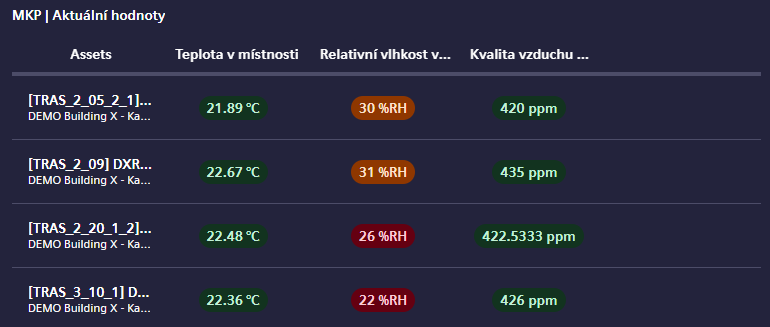 MKP | Aktuální hodnoty
Assets Teplota v místnosti Relativní vlhkost v... Kvalita vzduchu ...
[TRAS_2_05_2_1]...
DEMO Building X - Ka...
21.89 °C 30 %RH 420 ppm
[TRAS_2_09] DXR...
DEMO Building X - Ka...
22.67 °C 31 %RH 435 ppm
[TRAS_2_20_1_2]...
DEMO Building X - Ka...
22.48 °C 26 %RH 422.5333 ppm
[TRAS_3_10_1] D...
DEMO Building X - Ka...
22.36 °C 22 %RH 426 ppm